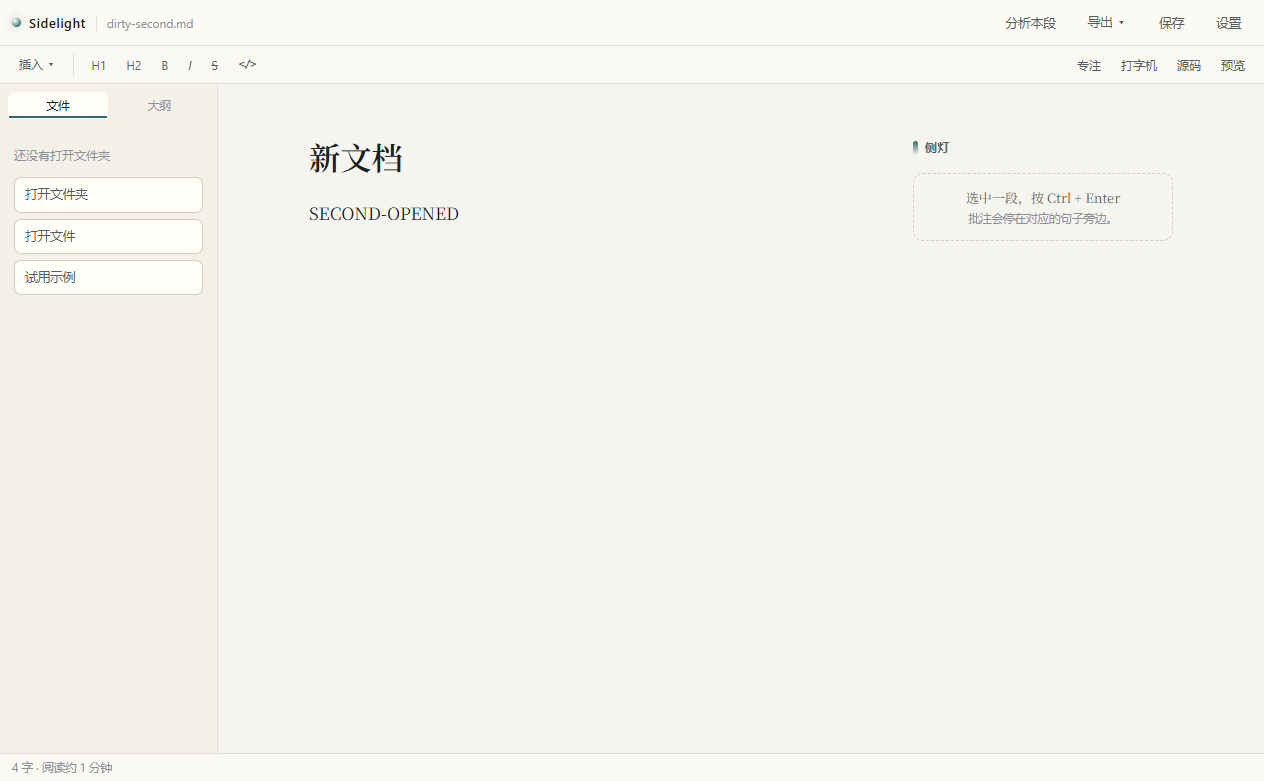 Sidelight
dirty-second.md
分析本段
导出
保存
设置
插入
H1
H2
B
I
S
</>
专注
打字机
源码
预览
文件
大纲
还没有打开文件夹
打开文件夹
打开文件
试用示例
新文档
SECOND-OPENED
侧灯
选中一段，按 Ctrl + Enter
批注会停在对应的句子旁边。
4 字 · 阅读约 1 分钟